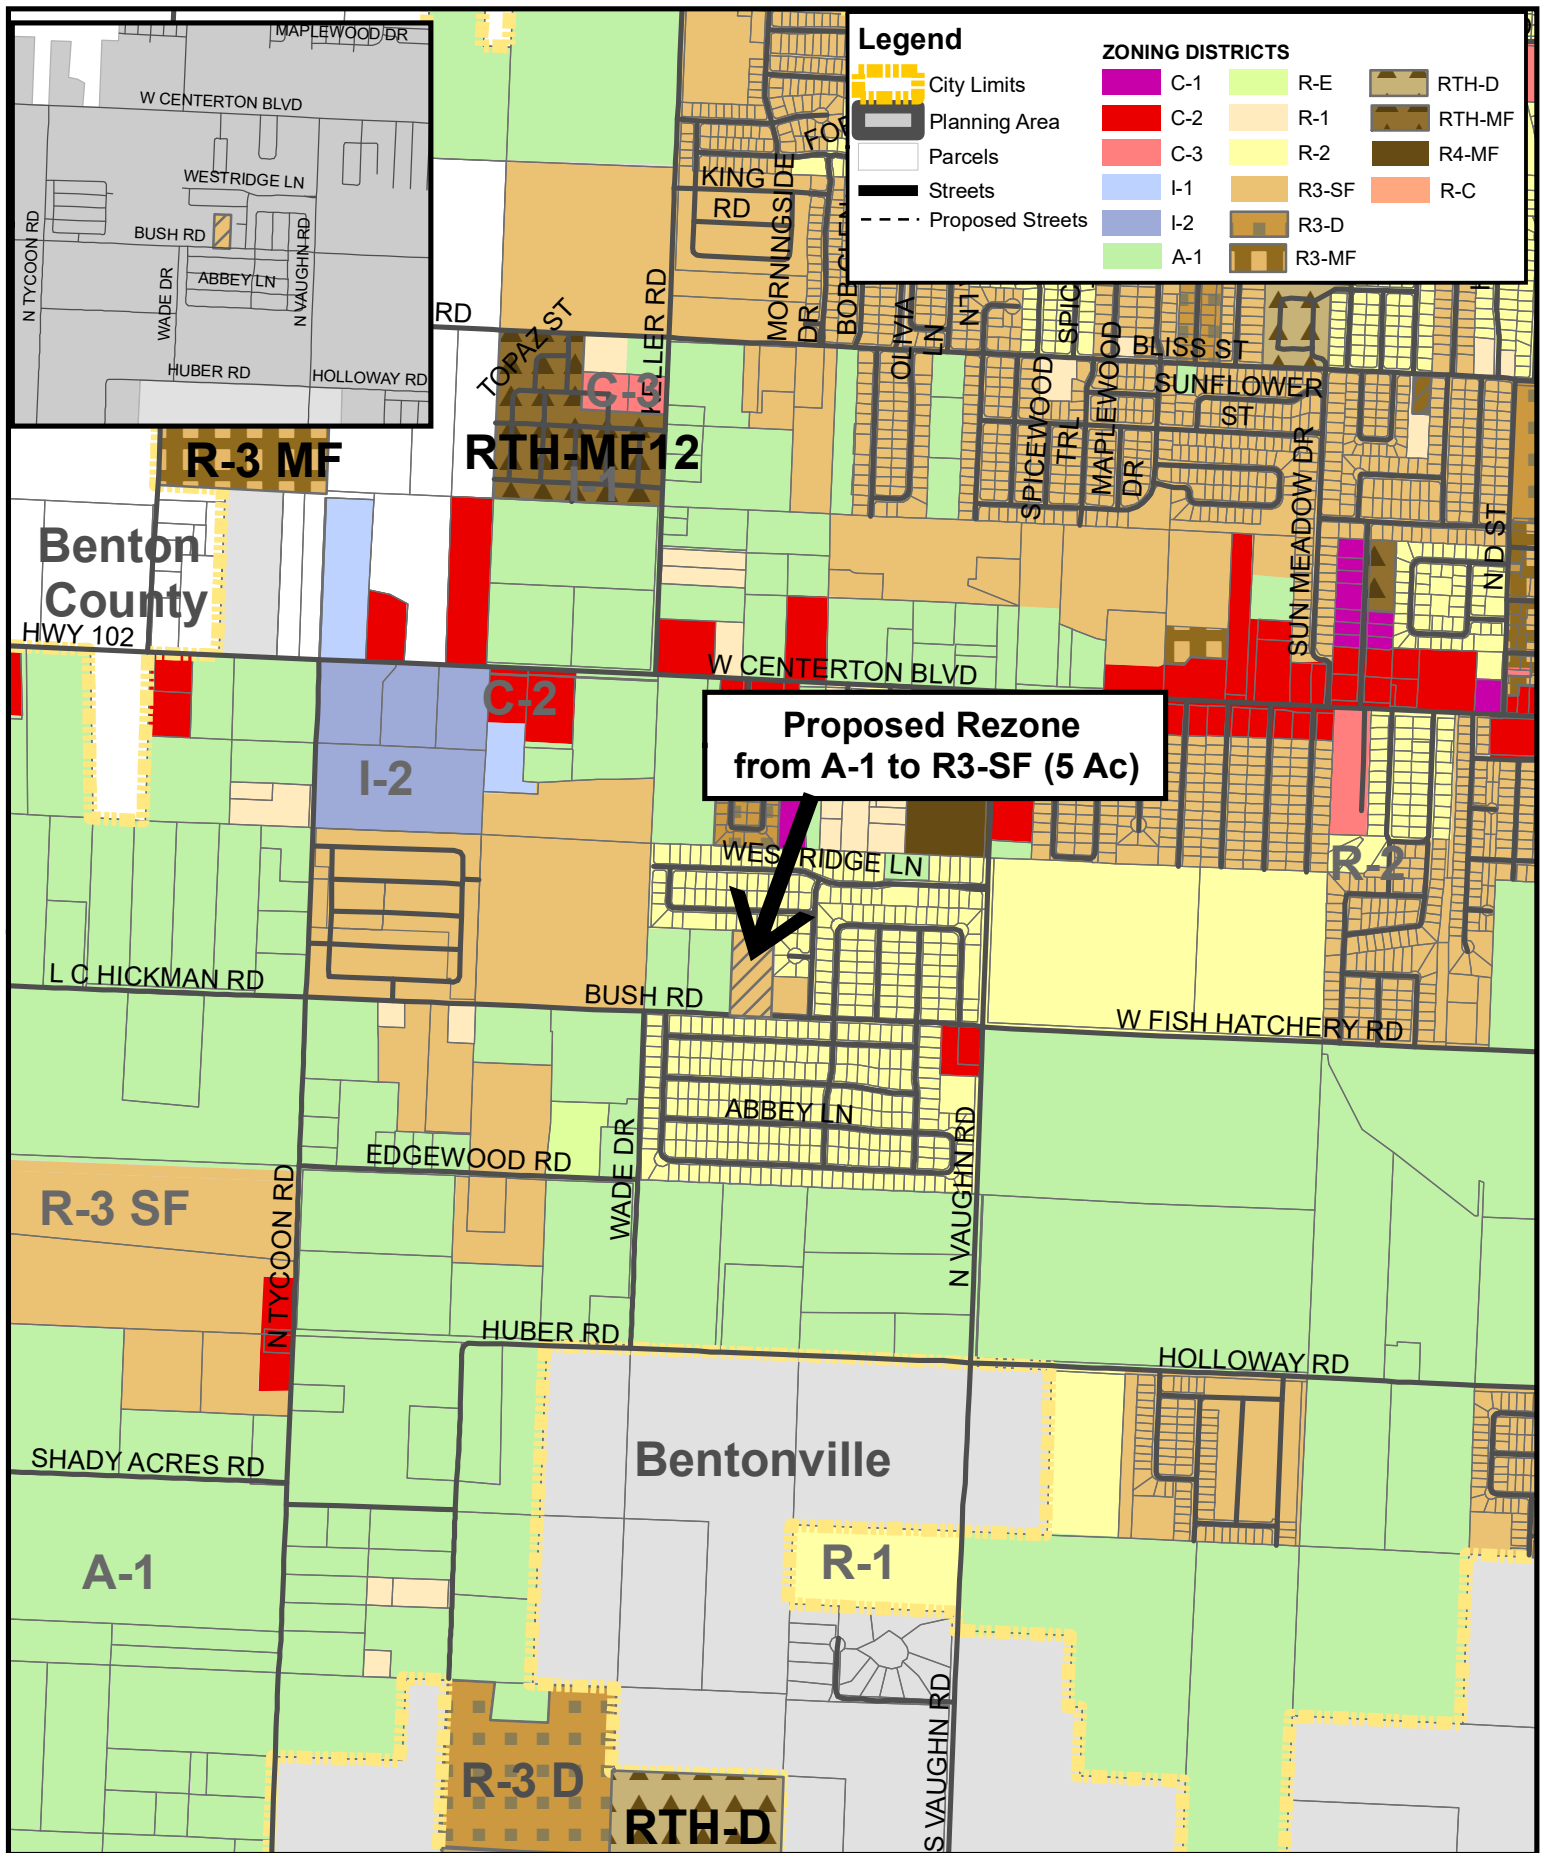 MAPLEWOOD DR
W CENTERTON BLVD
WESTRIDGE LN
N TYCOON RD
BUSH RD
N VAUGHN RD
WADE DR
ABBEY LN
HUBER RD
HOLLOWAY RD
Legend
City Limits
Planning Area
Parcels
Streets
Proposed Streets
ZONING DISTRICTS
C-1
C-2
C-3
I-1
I-2
A-1
R-E
R-1
R-2
R3-SF
R3-D
R3-MF
RTH-D
RTH-MF
R4-MF
R-C
KING
RD
MORNINGSIDE
DR
RD
TOPAZ ST
KELLER RD
C-3
OLIVIA
LN
LN
SPIC
BLISS ST
SUNFLOWER
ST
SPICEWOOD
TRL
MAPLEWOOD
DR
SUN MEADOW DR
N D ST
R-3 MF
RTH-MF12
I-1
Benton
County
HWY 102
W CENTERTON BLVD
C-2
I-2
Proposed Rezone
from A-1 to R3-SF (5 Ac)
WESTRIDGE LN
R-2
L C HICKMAN RD
BUSH RD
W FISH HATCHERY RD
ABBEY LN
EDGEWOOD RD
WADE DR
N VAUGHN RD
R-3 SF
N TYCOON RD
HUBER RD
HOLLOWAY RD
Bentonville
SHADY ACRES RD
A-1
R-1
S VAUGHN RD
R-3 D
RTH-D